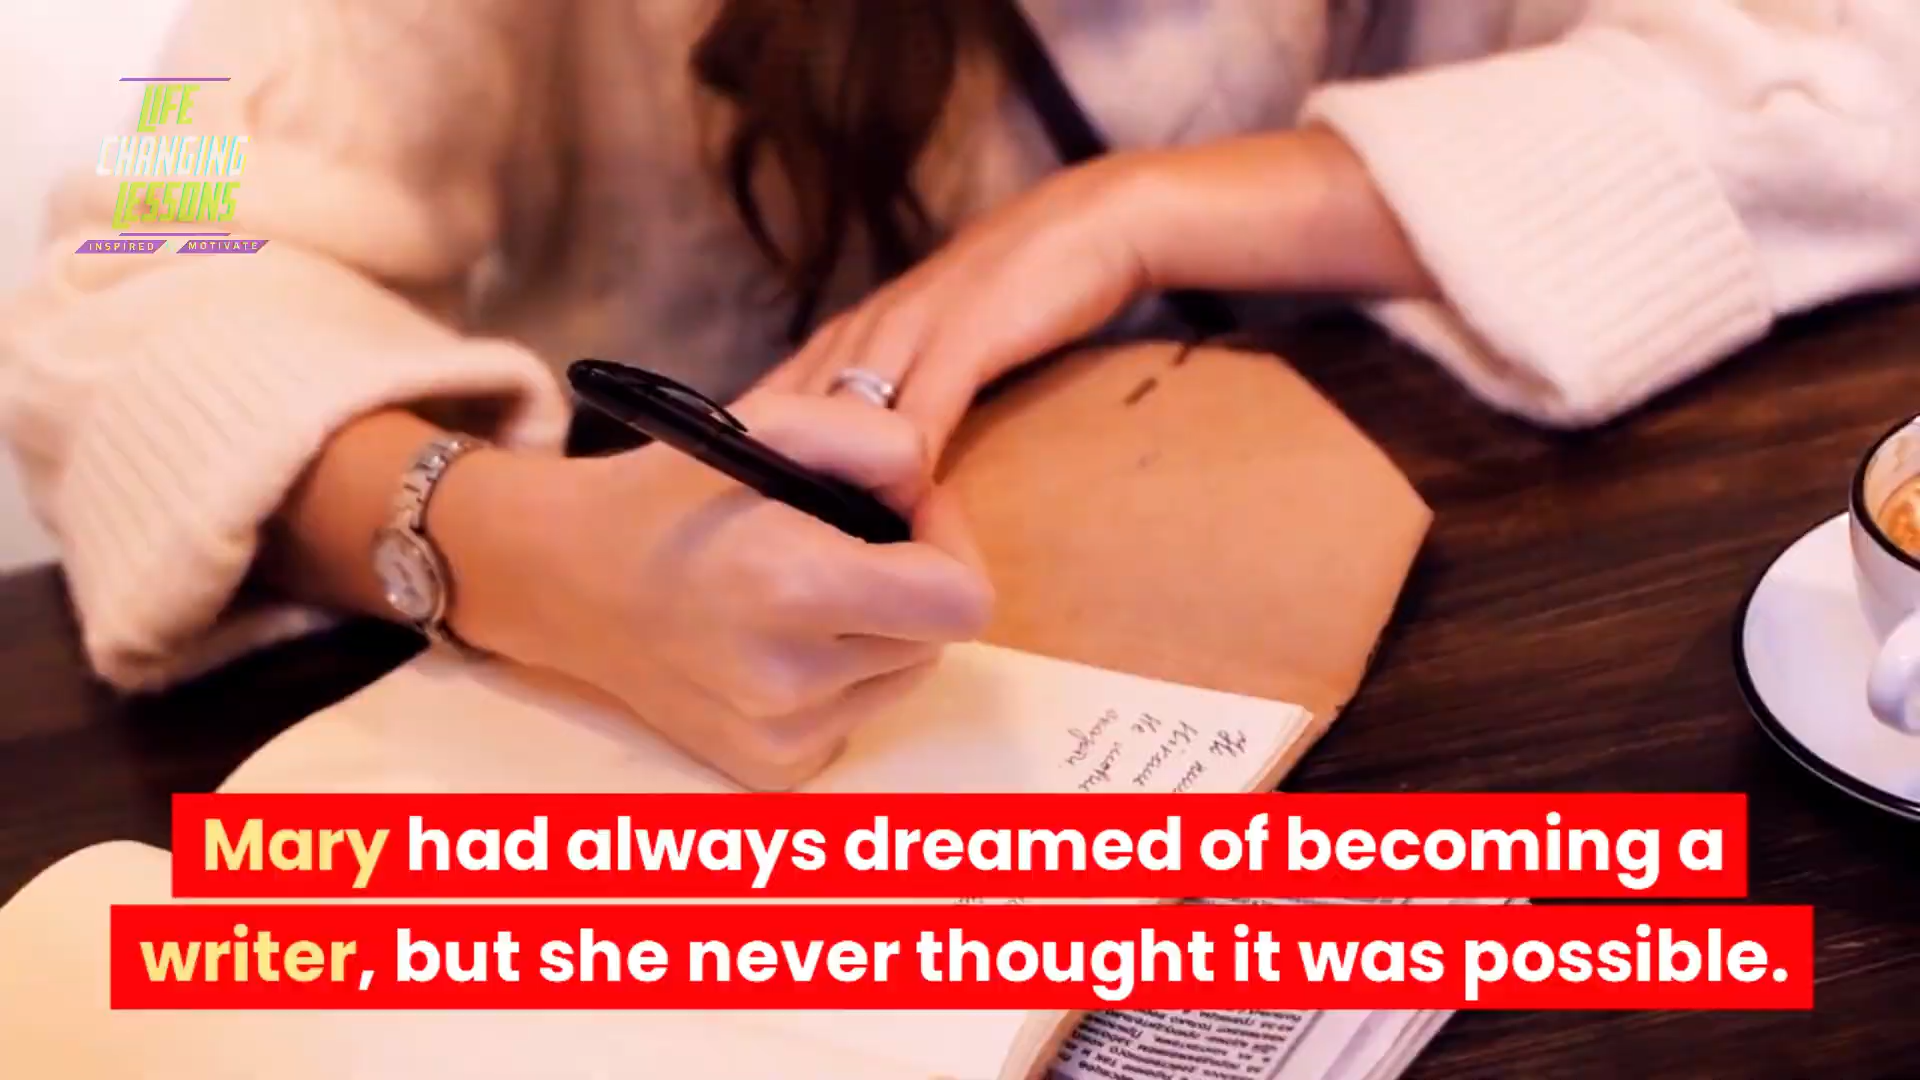 LIFE
CHANGING
LESSONS
INSPIRED MOTIVATE
Mary had always dreamed of becoming a
writer, but she never thought it was possible.